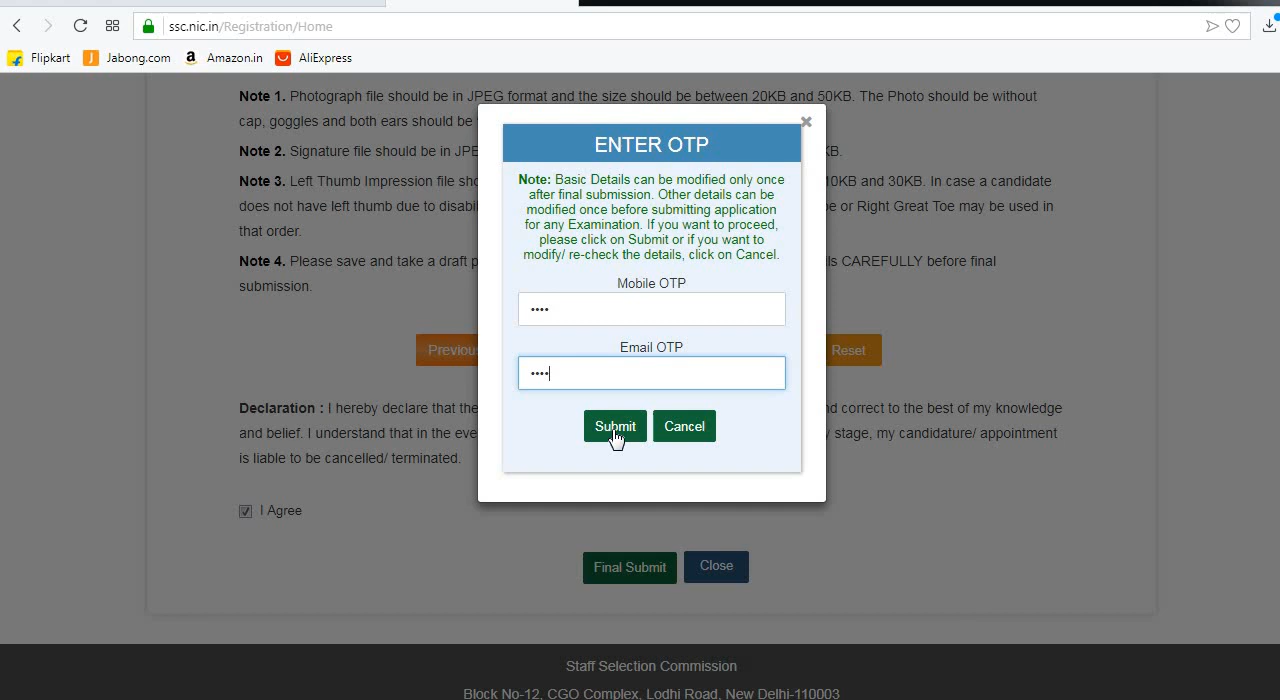 ssc.nic.in/Registration/Home
Flipkart Jabong.com Amazon.in AliExpress
Note 1. Photograph file should be in JPEG format and the size should be between 20KB and 50KB. The Photo should be without
cap, goggles and both ears should be
Note 2. Signature file should be in JPE KB.
Note 3. Left Thumb Impression file sho 10KB and 30KB. In case a candidate
does not have left thumb due to disabil e or Right Great Toe may be used in
that order.
Note 4. Please save and take a draft p ls CAREFULLY before final
submission.
ENTER OTP
Note: Basic Details can be modified only once
after final submission. Other details can be
modified once before submitting application
for any Examination. If you want to proceed,
please click on Submit or if you want to
modify/ re-check the details, click on Cancel.
Mobile OTP
••••
Email OTP
••••
Submit Cancel
Previou Reset
Declaration : I hereby declare that the d correct to the best of my knowledge
and belief. I understand that in the eve y stage, my candidature/ appointment
is liable to be cancelled/ terminated.
I Agree
Final Submit Close
Staff Selection Commission
Block No-12, CGO Complex, Lodhi Road, New Delhi-110003